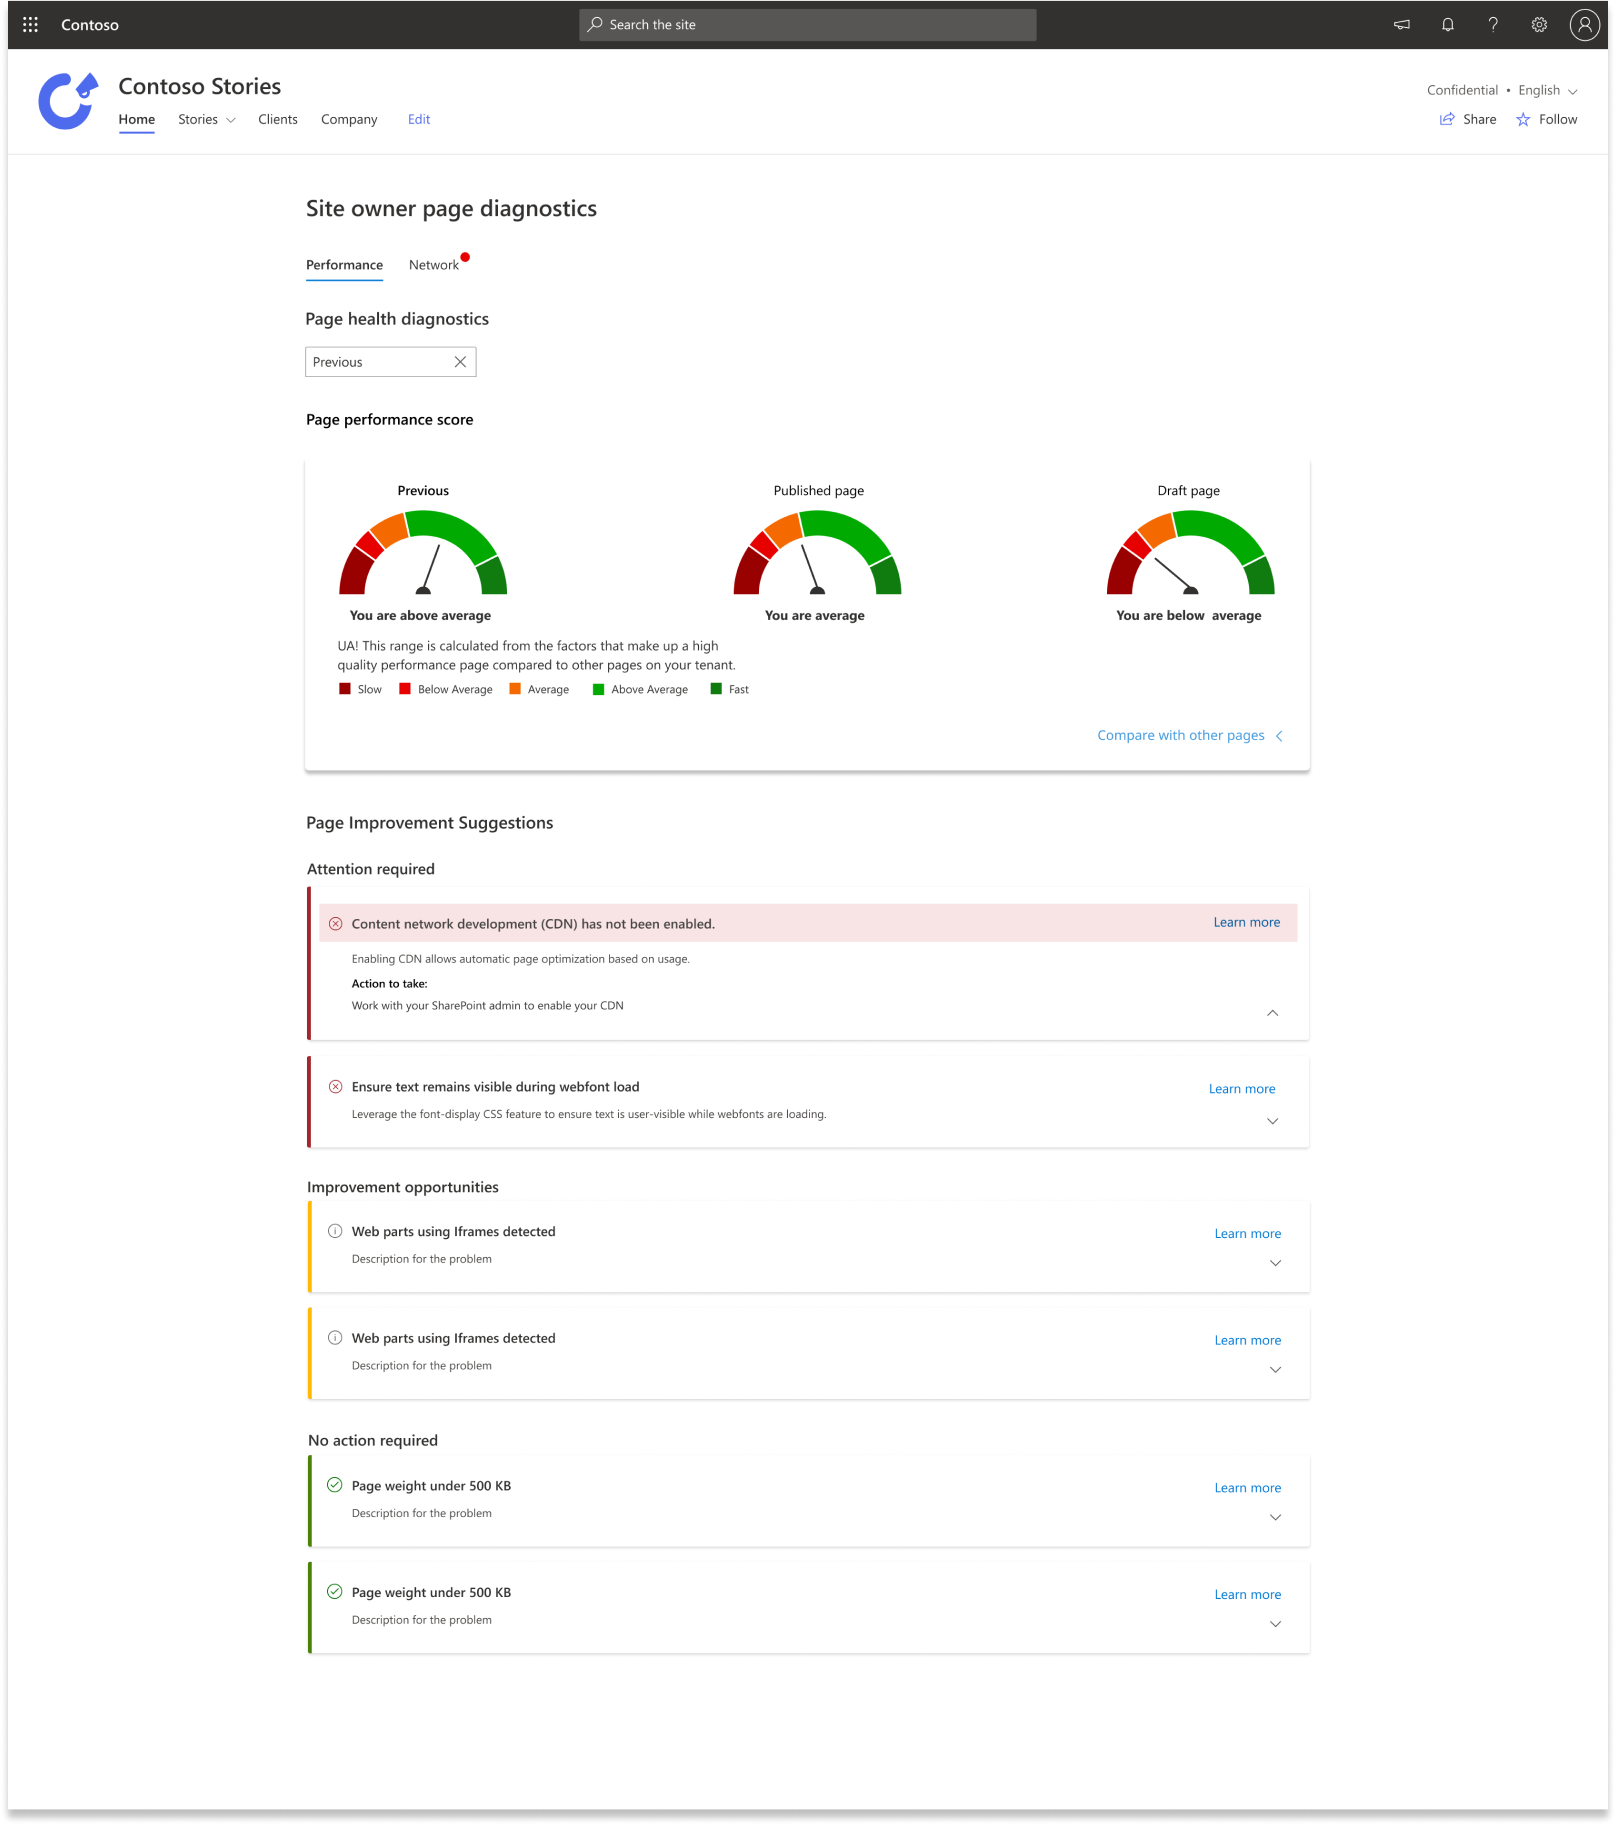 Contoso
Search the site
Contoso Stories
Confidential • English
Home Stories Clients Company Edit
Share Follow
Site owner page diagnostics
Performance Network
Page health diagnostics
Previous
Page performance score
Previous
Published page
Draft page
You are above average
You are average
You are below average
UA! This range is calculated from the factors that make up a high
quality performance page compared to other pages on your tenant.
Slow Below Average Average Above Average Fast
Compare with other pages
Page Improvement Suggestions
Attention required
Content network development (CDN) has not been enabled.
Learn more
Enabling CDN allows automatic page optimization based on usage.
Action to take:
Work with your SharePoint admin to enable your CDN
Ensure text remains visible during webfont load
Learn more
Leverage the font-display CSS feature to ensure text is user-visible while webfonts are loading.
Improvement opportunities
Web parts using Iframes detected
Learn more
Description for the problem
Web parts using Iframes detected
Learn more
Description for the problem
No action required
Page weight under 500 KB
Learn more
Description for the problem
Page weight under 500 KB
Learn more
Description for the problem